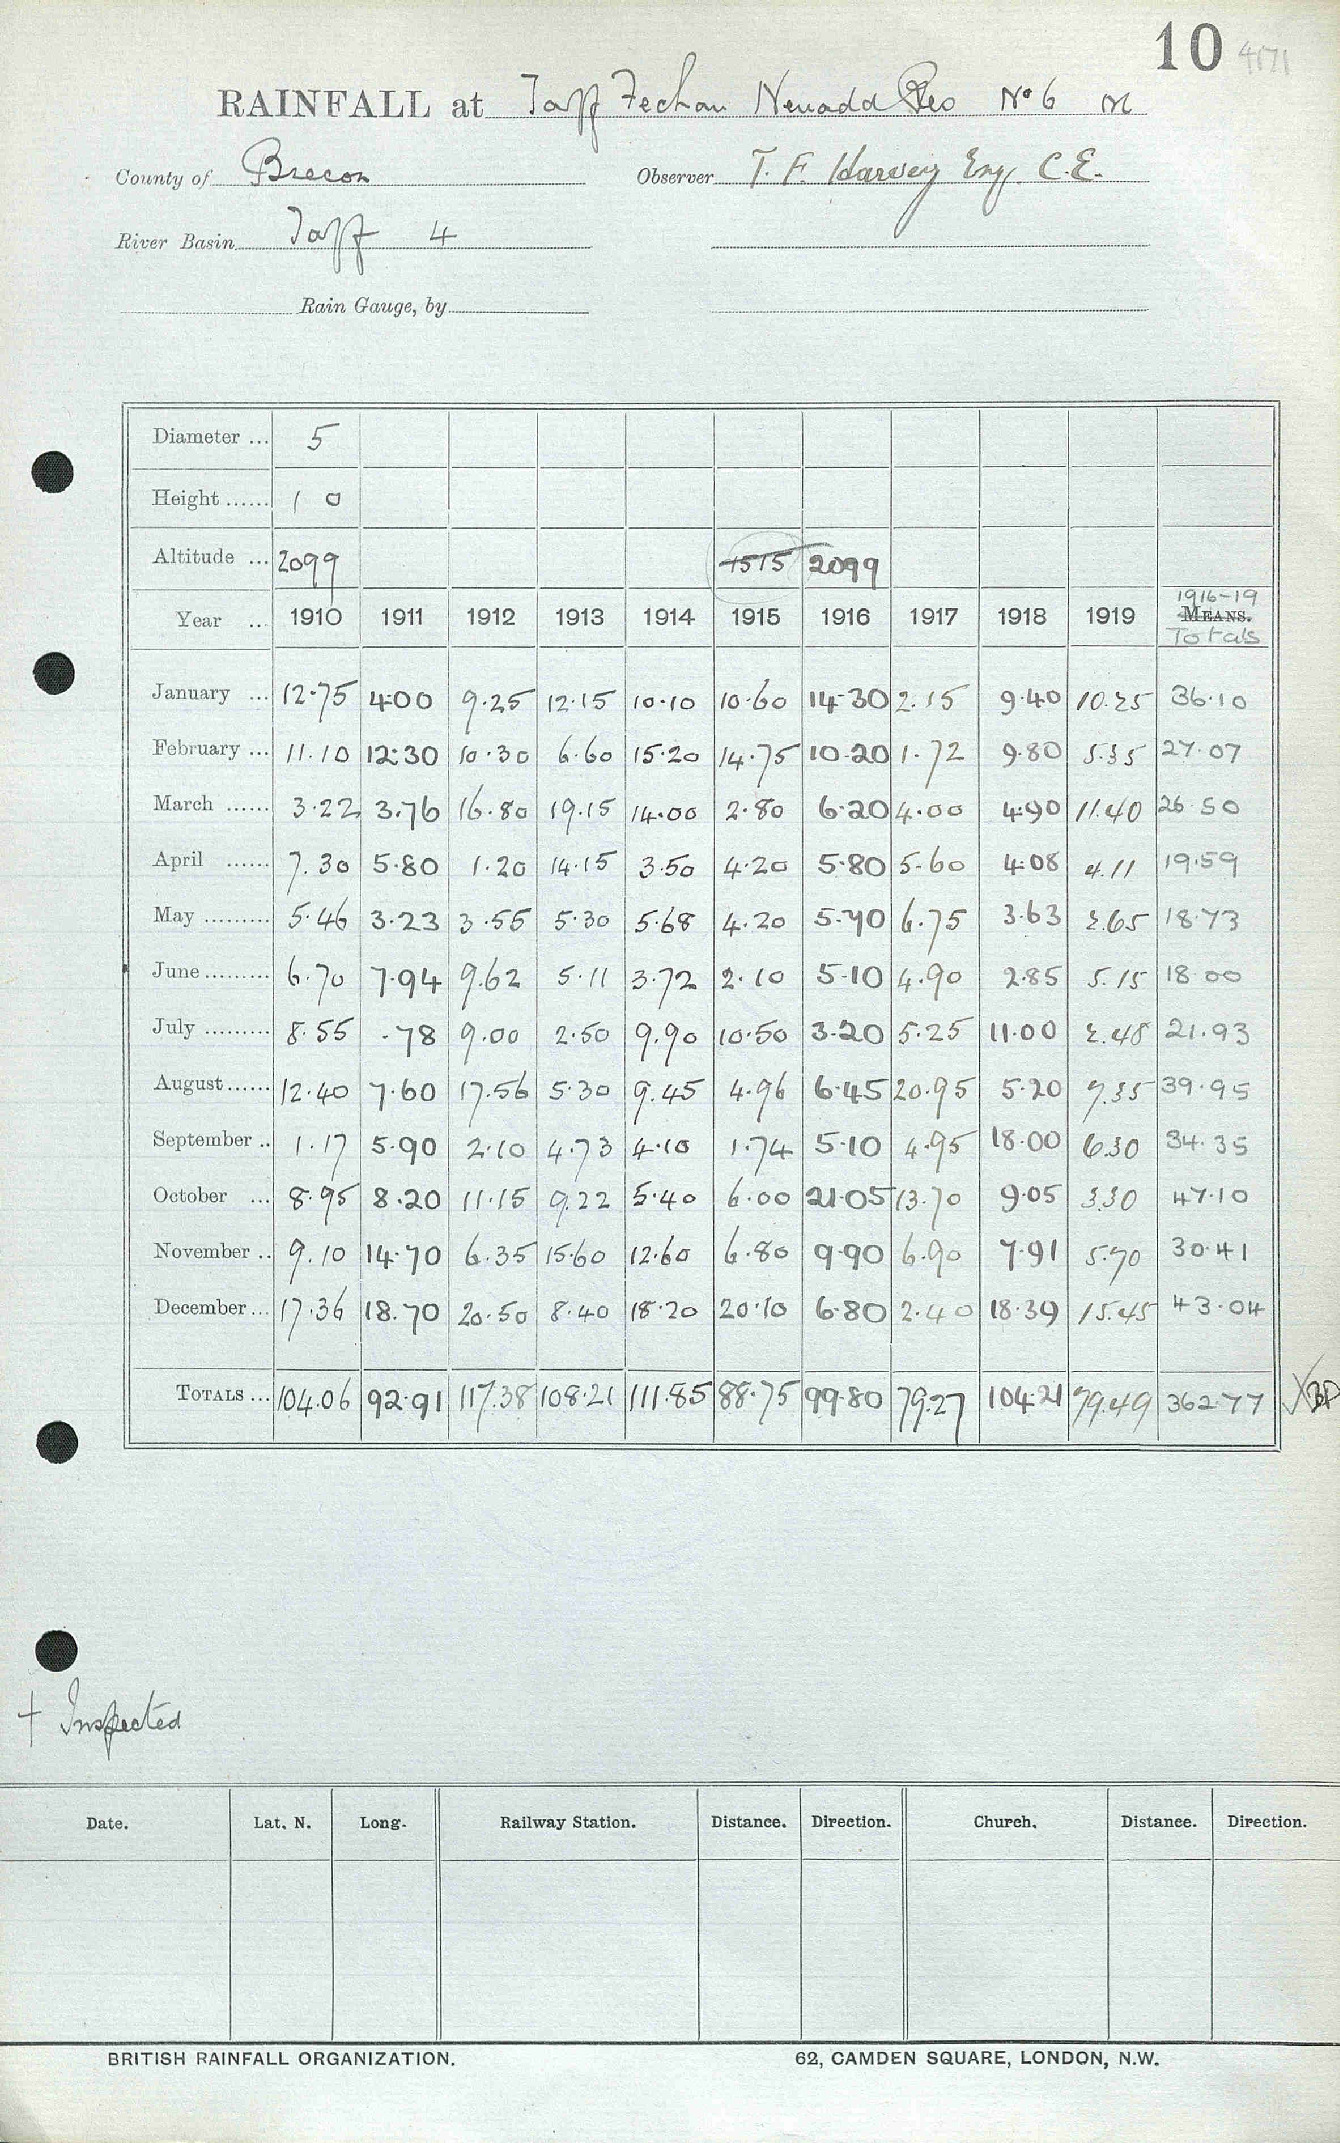 10 4171
RAINFALL at Taff Fechan Neuadd Res No 6 M
County of Brecon Observer T. F. Harvey Esq. C.E.
River Basin Taff 4
Rain Gauge, by
Diameter ... 5
Height ...... 1 0
Altitude ... 2099 1515 2099
Year .. 1910 1911 1912 1913 1914 1915 1916 1917 1918 1919 1916-19 MEANS. Totals
January ... 12.75 4.00 9.25 12.15 10.10 10.60 14.30 2.15 9.40 10.25 36.10
February ... 11.10 12.30 10.30 6.60 15.20 14.75 10.20 1.72 9.80 5.35 27.07
March ...... 3.22 3.76 16.80 19.15 14.00 2.80 6.20 4.00 4.90 11.40 26.50
April ...... 7.30 5.80 1.20 14.15 3.50 4.20 5.80 5.60 4.08 4.11 19.59
May ......... 5.46 3.23 3.55 5.30 5.68 4.20 5.70 6.75 3.63 2.65 18.73
June ......... 6.70 7.94 9.62 5.11 3.72 2.10 5.10 4.90 2.85 5.15 18.00
July ......... 8.55 .78 9.00 2.50 9.90 10.50 3.20 5.25 11.00 2.48 21.93
August...... 12.40 7.60 17.56 5.30 9.45 4.96 6.45 20.95 5.20 7.35 39.95
September .. 1.17 5.90 2.10 4.73 4.10 1.74 5.10 4.95 18.00 6.30 34.35
October ... 8.95 8.20 11.15 9.22 5.40 6.00 21.05 13.70 9.05 3.30 47.10
November .. 9.10 14.70 6.35 15.60 12.60 6.80 9.90 6.90 7.91 5.70 30.41
December... 17.36 18.70 20.50 8.40 18.20 20.10 6.80 2.40 18.39 15.45 43.04
TOTALS ... 104.06 92.91 117.38 108.21 111.85 88.75 99.80 79.27 104.21 79.49 362.77
† Inspected
Date. Lat. N. Long. Railway Station. Distance. Direction. Church. Distance. Direction.
BRITISH RAINFALL ORGANIZATION. 62, CAMDEN SQUARE, LONDON, N.W.